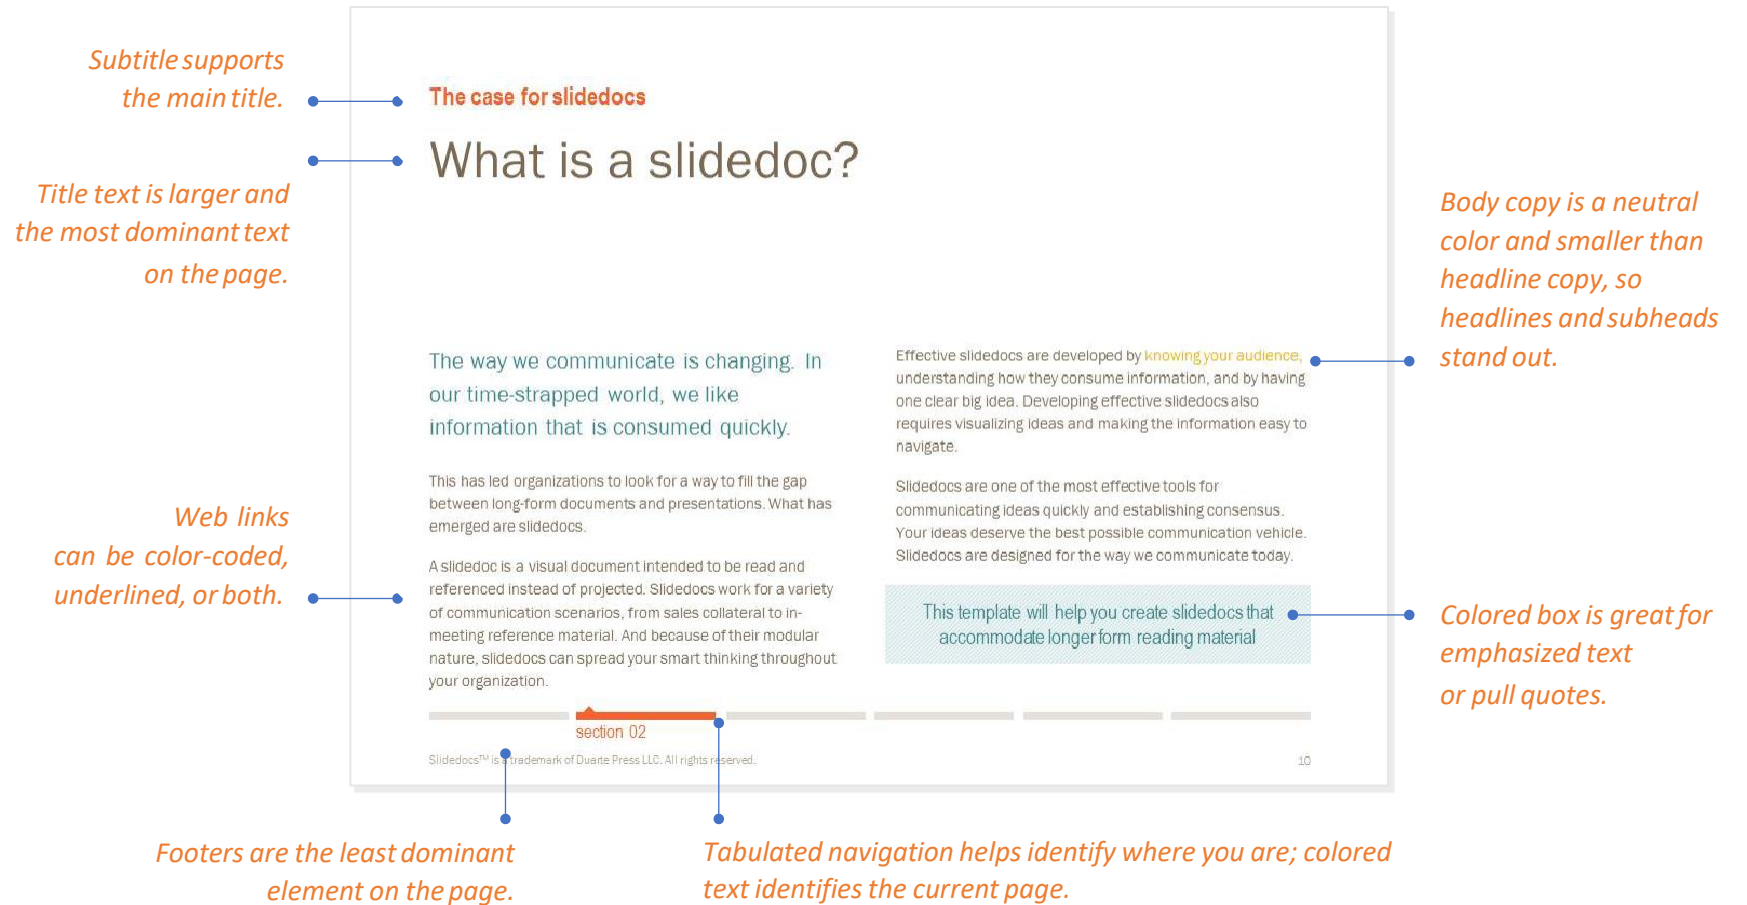 Subtitle supports
the main title.
Title text is larger and
the most dominant text
on the page.
Web links
can be color-coded,
underlined, or both.
The case for slidedocs
What is a slidedoc?
The way we communicate is changing. In
our time-strapped world, we like
information that is consumed quickly.
This has led organizations to look for a way to fill the gap
between long-form documents and presentations. What has
emerged are slidedocs.
A slidedoc is a visual document intended to be read and
referenced instead of projected. Slidedocs work for a variety
of communication scenarios, from sales collateral to in-
meeting reference material. And because of their modular
nature, slidedocs can spread your smart thinking throughout
your organization.
Effective slidedocs are developed by knowing your audience,
understanding how they consume information, and by having
one clear big idea. Developing effective slidedocs also
requires visualizing ideas and making the information easy to
navigate.
Slidedocs are one of the most effective tools for
communicating ideas quickly and establishing consensus.
Your ideas deserve the best possible communication vehicle.
Slidedocs are designed for the way we communicate today.
This template will help you create slidedocs that
accommodate longer form reading material
section 02
Slidedocs™ is a trademark of Duarte Press LLC. All rights reserved.
10
Body copy is a neutral
color and smaller than
headline copy, so
headlines and subheads
stand out.
Colored box is great for
emphasized text
or pull quotes.
Footers are the least dominant
element on the page.
Tabulated navigation helps identify where you are; colored
text identifies the current page.